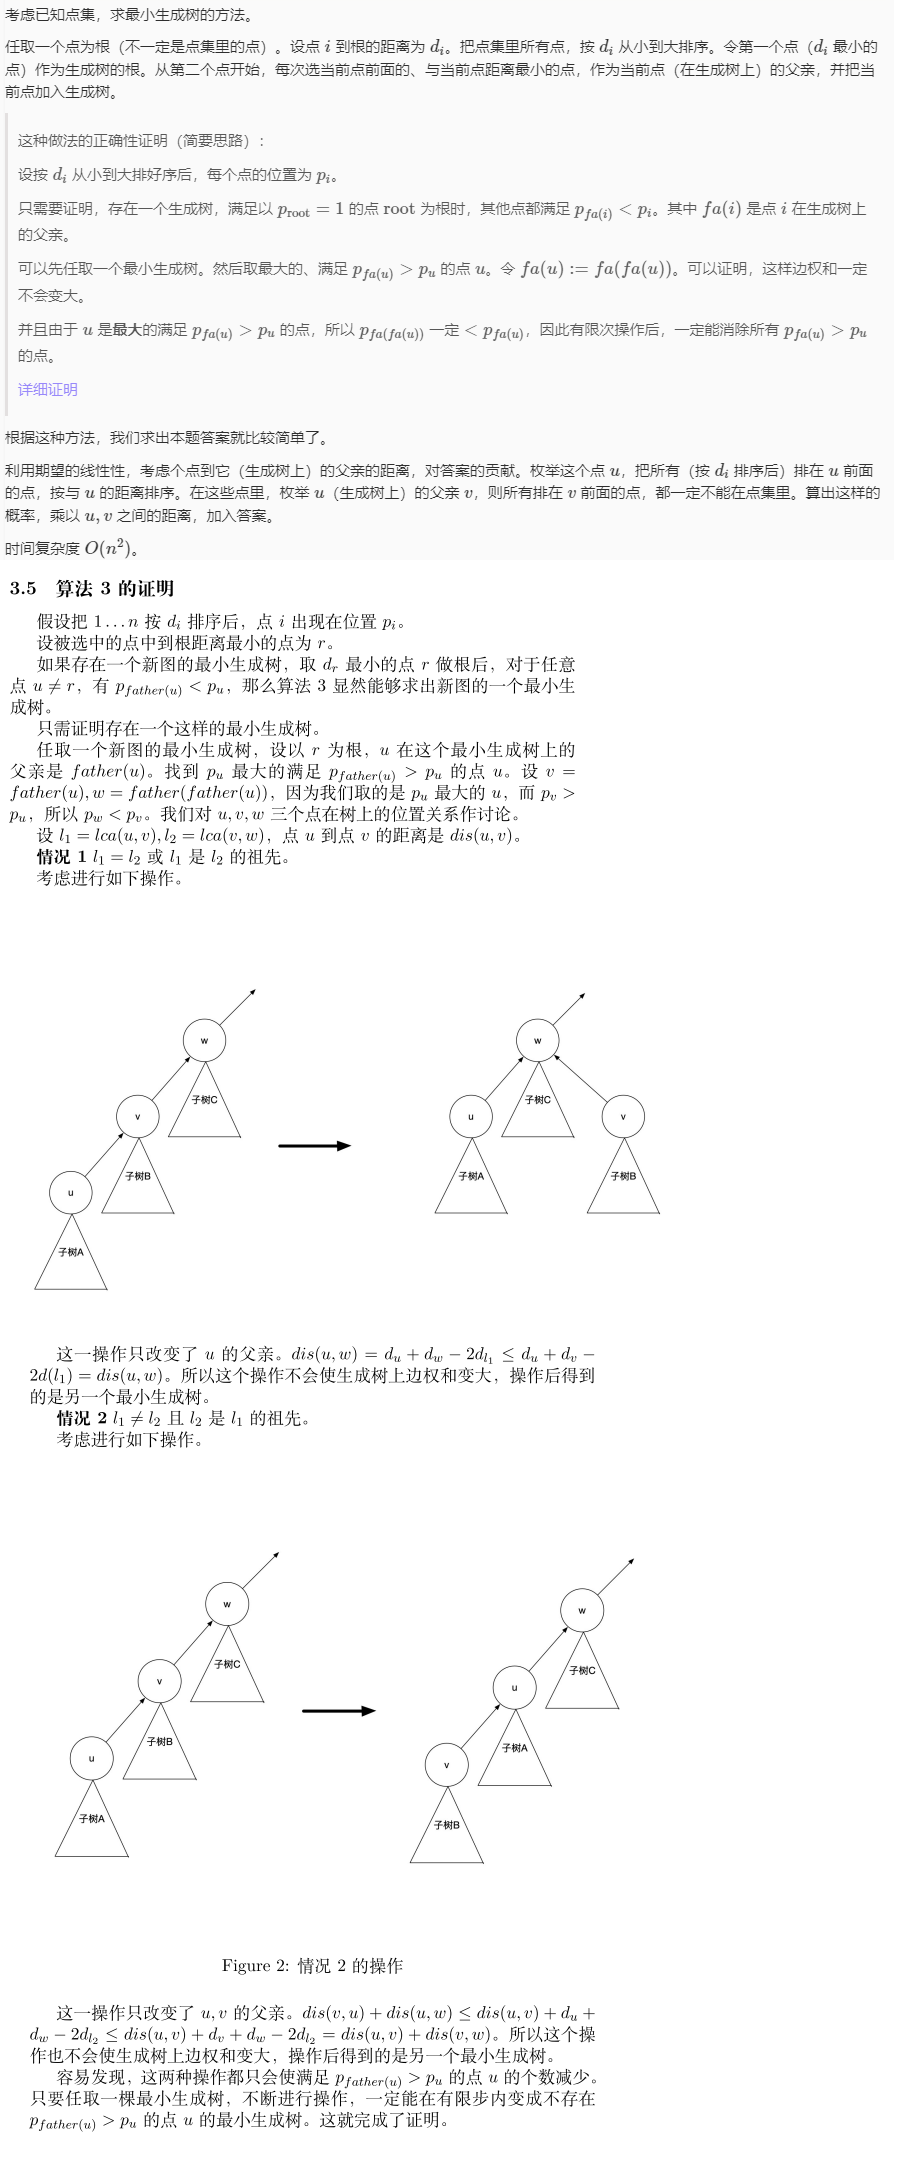 考虑已知点集，求最小生成树的方法。
任取一个点为根（不一定是点集里的点）。设点 i 到根的距离为 d_i。把点集里所有点，按 d_i 从小到大排序。令第一个点（d_i 最小的
点）作为生成树的根。从第二个点开始，每次选当前点前面的、与当前点距离最小的点，作为当前点（在生成树上）的父亲，并把当
前点加入生成树。
这种做法的正确性证明（简要思路）：
设按 d_i 从小到大排好序后，每个点的位置为 p_i。
只需要证明，存在一个生成树，满足以 p_root = 1 的点 root 为根时，其他点都满足 p_{fa(i)} < p_i。其中 fa(i) 是点 i 在生成树上
的父亲。
可以先任取一个最小生成树。然后取最大的、满足 p_{fa(u)} > p_u 的点 u。令 fa(u) := fa(fa(u))。可以证明，这样边权和一定
不会变大。
并且由于 u 是最大的满足 p_{fa(u)} > p_u 的点，所以 p_{fa(fa(u))} 一定 < p_{fa(u)}，因此有限次操作后，一定能消除所有 p_{fa(u)} > p_u
的点。
详细证明
根据这种方法，我们求出本题答案就比较简单了。
利用期望的线性性，考虑个点到它（生成树上）的父亲的距离，对答案的贡献。枚举这个点 u，把所有（按 d_i 排序后）排在 u 前面
的点，按与 u 的距离排序。在这些点里，枚举 u（生成树上）的父亲 v，则所有排在 v 前面的点，都一定不能在点集里。算出这样的
概率，乘以 u, v 之间的距离，加入答案。
时间复杂度 O(n^2)。
3.5 算法 3 的证明
假设把 1 . . . n 按 d_i 排序后，点 i 出现在位置 p_i。
设被选中的点中到根距离最小的点为 r。
如果存在一个新图的最小生成树，取 d_r 最小的点 r 做根后，对于任意
点 u ≠ r，有 p_{father(u)} < p_u，那么算法 3 显然能够求出新图的一个最小生
成树。
只需证明存在一个这样的最小生成树。
任取一个新图的最小生成树，设以 r 为根，u 在这个最小生成树上的
父亲是 father(u)。找到 p_u 最大的满足 p_{father(u)} > p_u 的点 u。设 v =
father(u), w = father(father(u))，因为我们取的是 p_u 最大的 u，而 p_v >
p_u，所以 p_w < p_v。我们对 u, v, w 三个点在树上的位置关系作讨论。
设 l_1 = lca(u, v), l_2 = lca(v, w)，点 u 到点 v 的距离是 dis(u, v)。
情况 1 l_1 = l_2 或 l_1 是 l_2 的祖先。
考虑进行如下操作。
w
子树C
v
子树B
u
子树A
w
子树C
u
子树A
v
子树B
这一操作只改变了 u 的父亲。dis(u, w) = d_u + d_w − 2d_{l_1} ≤ d_u + d_v −
2d(l_1) = dis(u, w)。所以这个操作不会使生成树上边权和变大，操作后得到
的是另一个最小生成树。
情况 2 l_1 ≠ l_2 且 l_2 是 l_1 的祖先。
考虑进行如下操作。
w
子树C
v
子树B
u
子树A
w
子树C
u
子树A
v
子树B
Figure 2: 情况 2 的操作
这一操作只改变了 u, v 的父亲。dis(v, u) + dis(u, w) ≤ dis(u, v) + d_u +
d_w − 2d_{l_2} ≤ dis(u, v) + d_v + d_w − 2d_{l_2} = dis(u, v) + dis(v, w)。所以这个操
作也不会使生成树上边权和变大，操作后得到的是另一个最小生成树。
容易发现，这两种操作都只会使满足 p_{father(u)} > p_u 的点 u 的个数减少。
只要任取一棵最小生成树，不断进行操作，一定能在有限步内变成不存在
p_{father(u)} > p_u 的点 u 的最小生成树。这就完成了证明。